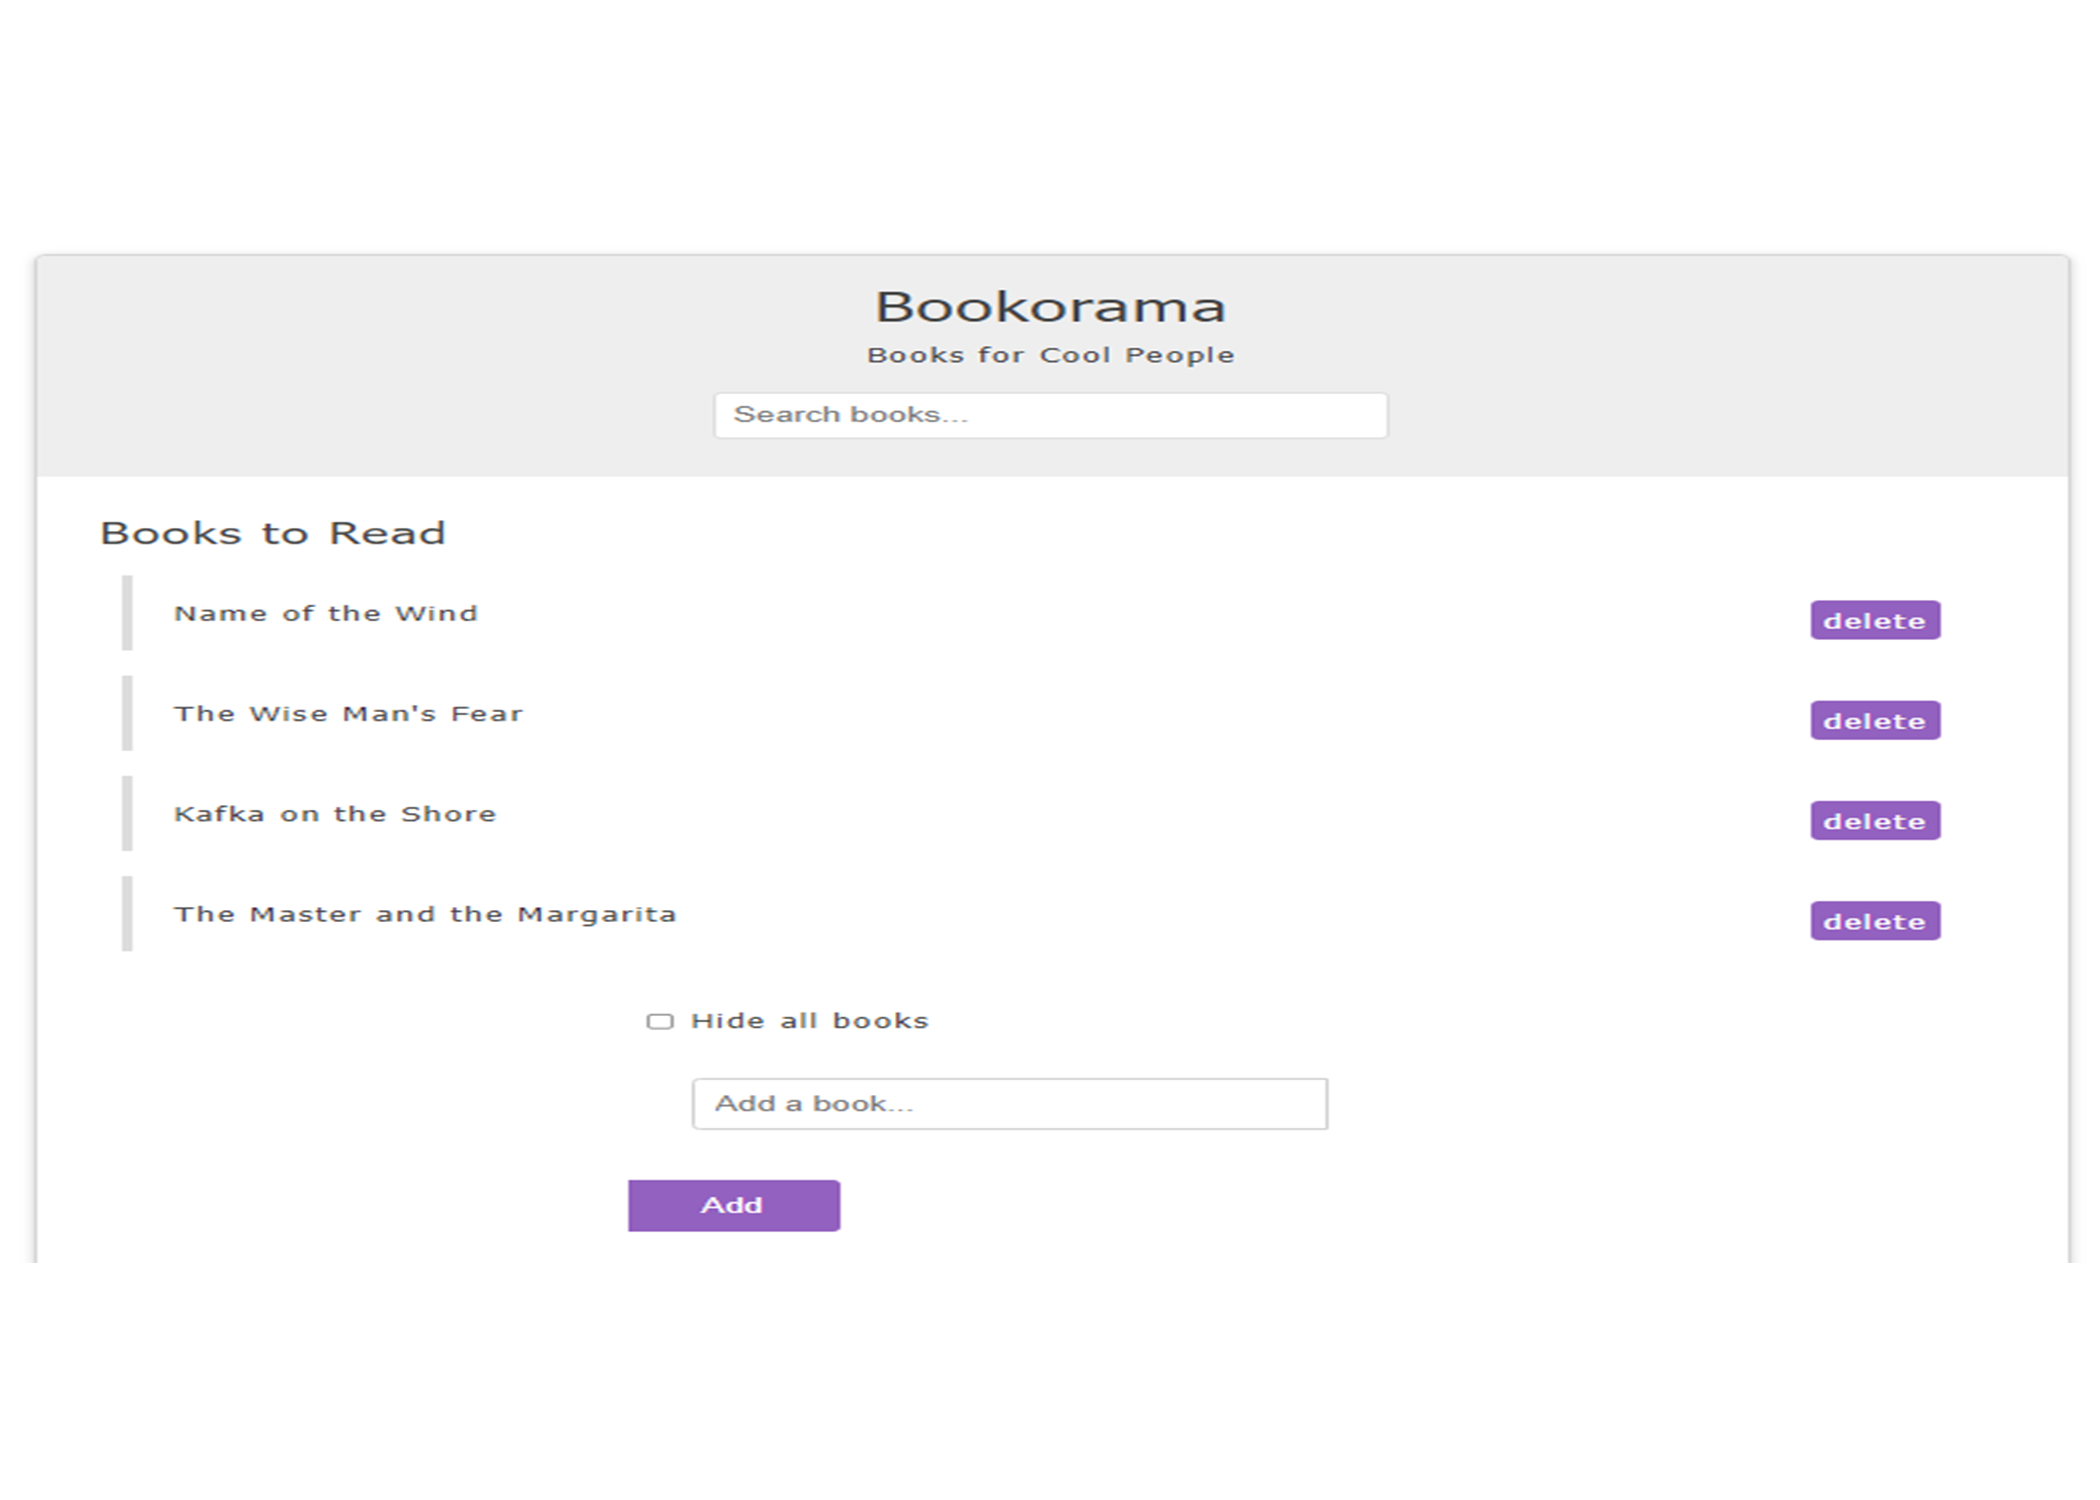 Bookorama
Books for Cool People
Search books...
Books to Read
Name of the Wind
delete
The Wise Man's Fear
delete
Kafka on the Shore
delete
The Master and the Margarita
delete
Hide all books
Add a book...
Add